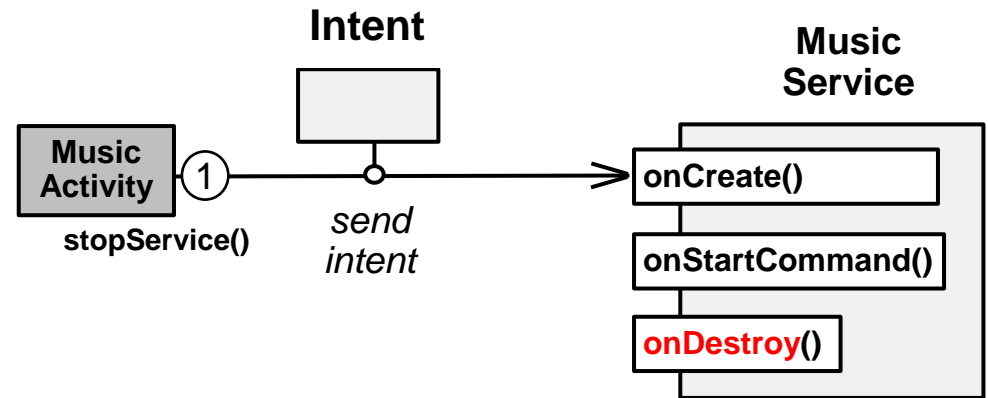 Intent
Music
Service
Music
Activity
1
stopService()
send
intent
onCreate()
onStartCommand()
onDestroy()